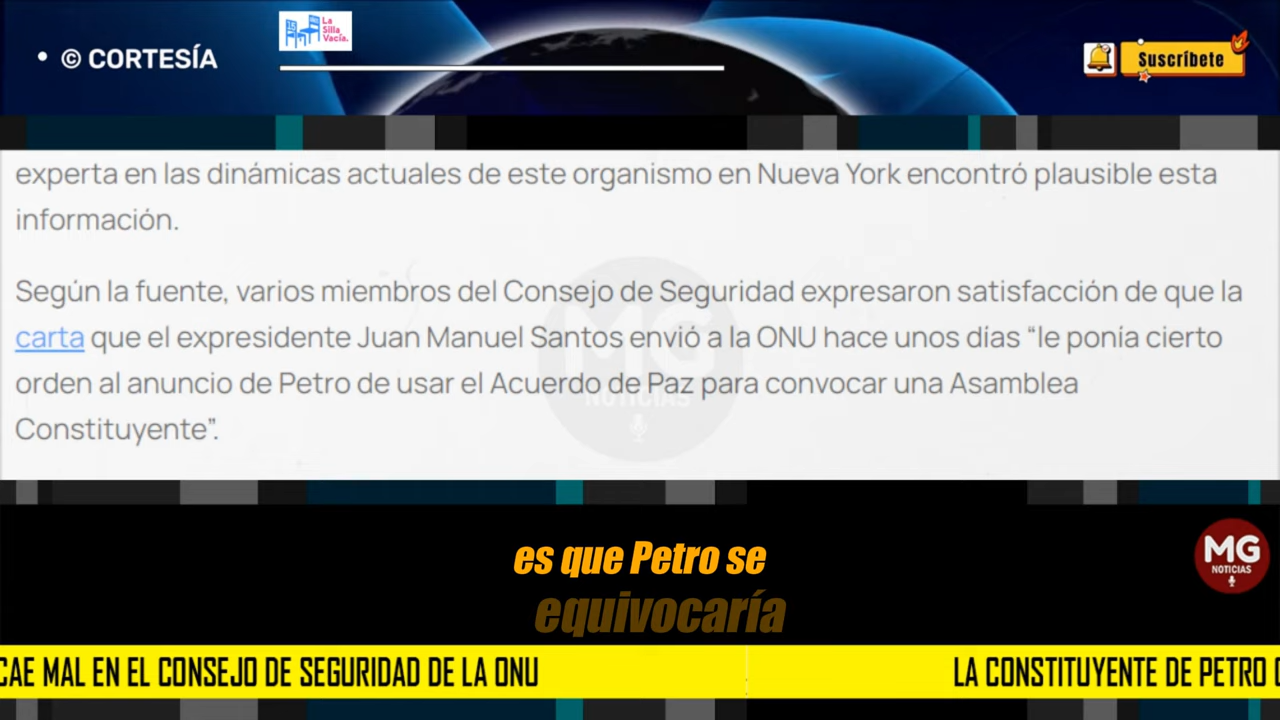 • © CORTESÍA
La
Silla
Vacía.
Suscríbete
experta en las dinámicas actuales de este organismo en Nueva York encontró plausible esta
información.
Según la fuente, varios miembros del Consejo de Seguridad expresaron satisfacción de que la
carta que el expresidente Juan Manuel Santos envió a la ONU hace unos días “le ponía cierto
orden al anuncio de Petro de usar el Acuerdo de Paz para convocar una Asamblea
Constituyente”.
MG
NOTICIAS
es que Petro se
equivocaría
MG
NOTICIAS
CAE MAL EN EL CONSEJO DE SEGURIDAD DE LA ONU
LA CONSTITUYENTE DE PETRO